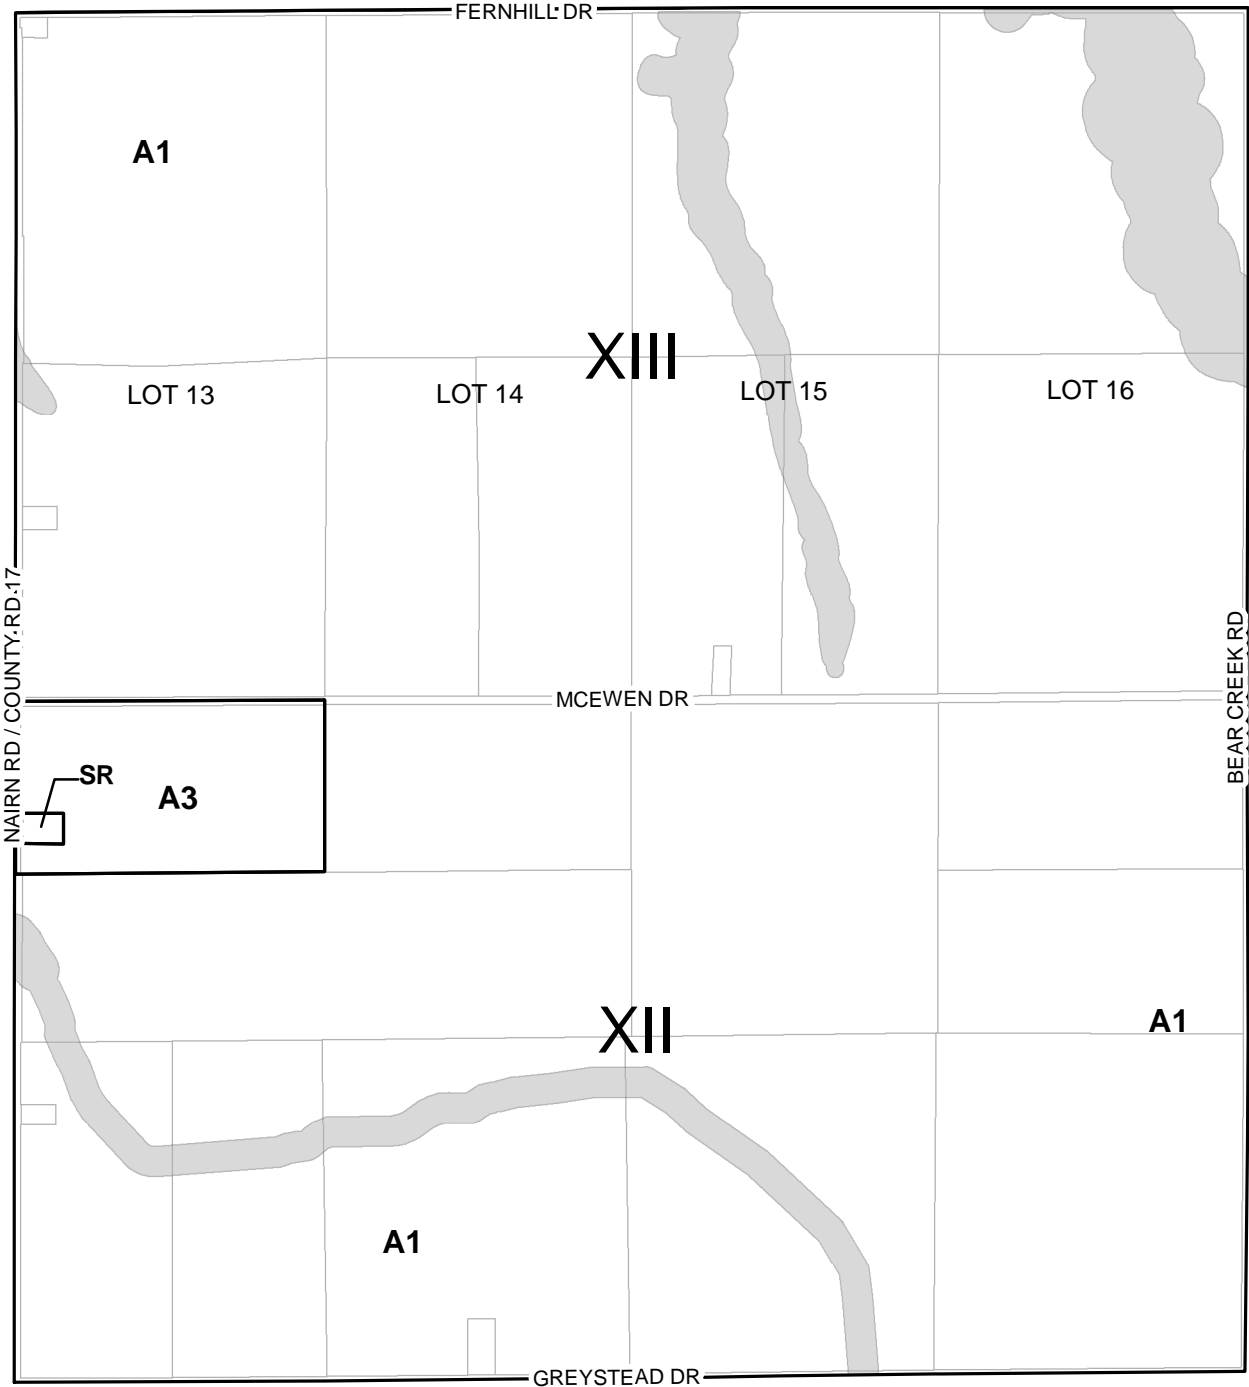 FERNHILL DR
A1
XIII
LOT 13
LOT 14
LOT 15
LOT 16
NAIRN RD / COUNTY RD 17
BEAR CREEK RD
MCEWEN DR
SR
A3
XII
A1
A1
GREYSTEAD DR